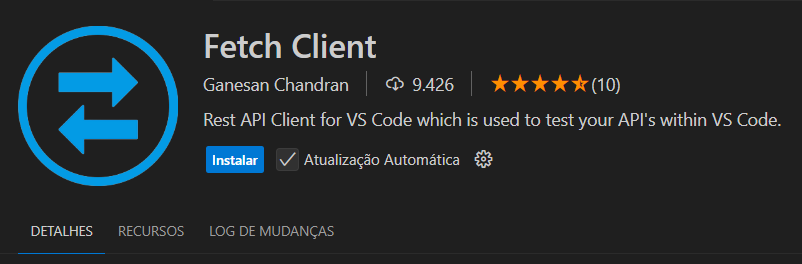 Fetch Client
Ganesan Chandran 9.426 (10)
Rest API Client for VS Code which is used to test your API's within VS Code.
Instalar Atualização Automática
DETALHES RECURSOS LOG DE MUDANÇAS